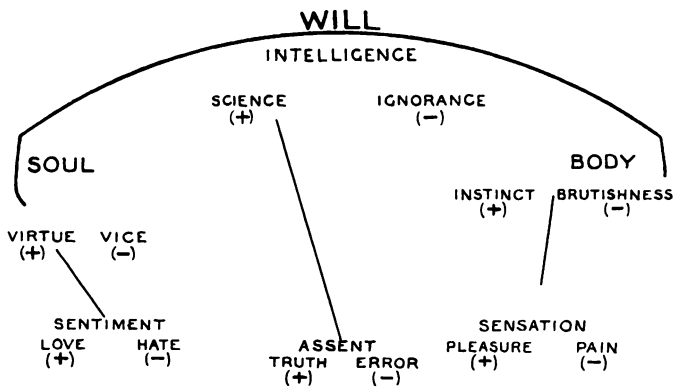 WILL
INTELLIGENCE
SCIENCE IGNORANCE
(+) (−)
SOUL BODY
INSTINCT BRUTISHNESS
(+) (−)
VIRTUE VICE
(+) (−)
SENTIMENT ASSENT SENSATION
LOVE HATE TRUTH ERROR PLEASURE PAIN
(+) (−) (+) (−) (+) (−)